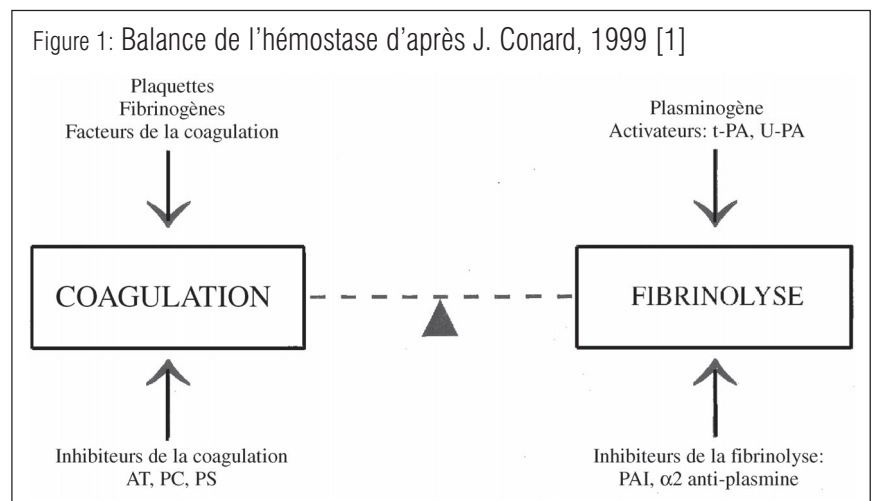 Figure 1: Balance de l'hémostase d'après J. Conard, 1999 [1]
Plaquettes
Fibrinogènes
Facteurs de la coagulation
Plasminogène
Activateurs: t-PA, U-PA
COAGULATION
FIBRINOLYSE
Inhibiteurs de la coagulation
AT, PC, PS
Inhibiteurs de la fibrinolyse:
PAI, α2 anti-plasmine